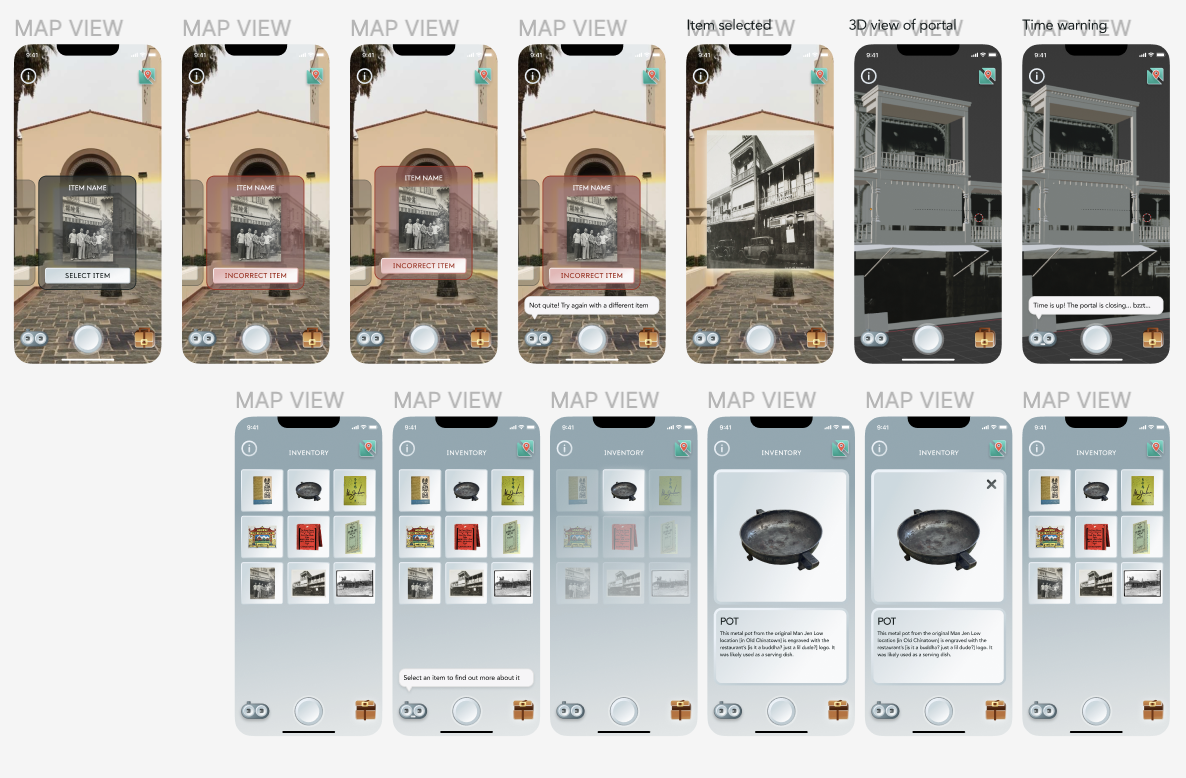 MAP VIEW
MAP VIEW
MAP VIEW
MAP VIEW
MAP VIEW
Item selected
MAP VIEW
3D view of portal
MAP VIEW
Time warning
9:41
9:41
9:41
9:41
9:41
9:41
9:41
ITEM NAME
SELECT ITEM
ITEM NAME
INCORRECT ITEM
ITEM NAME
INCORRECT ITEM
ITEM NAME
INCORRECT ITEM
Not quite! Try again with a different item
Time is up! The portal is closing... bzzt...
MAP VIEW
MAP VIEW
MAP VIEW
MAP VIEW
MAP VIEW
MAP VIEW
9:41
9:41
9:41
9:41
9:41
9:41
INVENTORY
INVENTORY
INVENTORY
INVENTORY
INVENTORY
INVENTORY
Select an item to find out more about it
POT
This metal pot from the original Man Jen Low
location (in Old Chinatown) is engraved with the
restaurant's [is it a buddha? just a lil dude?] logo. It
was likely used as a serving dish.
POT
This metal pot from the original Man Jen Low
location (in Old Chinatown) is engraved with the
restaurant's [is it a buddha? just a lil dude?] logo. It
was likely used as a serving dish.